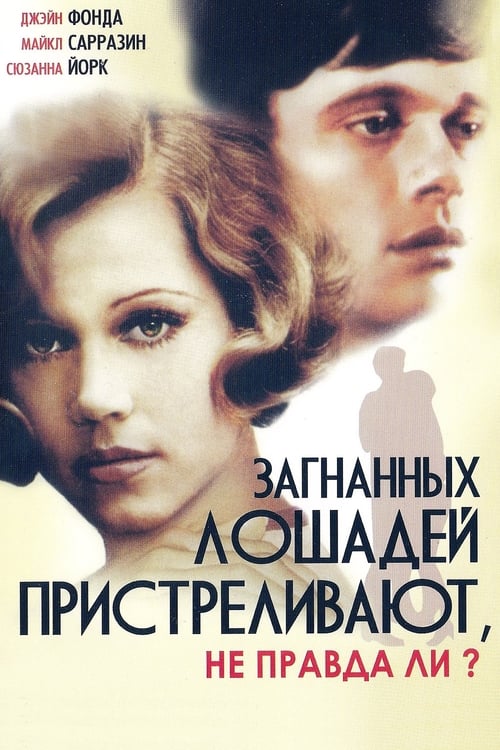 ДЖЭЙН ФОНДА
МАЙКЛ САРРАЗИН
СЮЗАННА ЙОРК
ЗАГНАННЫХ
ЛОШАДЕЙ
ПРИСТРЕЛИВАЮТ,
НЕ ПРАВДА ЛИ ?